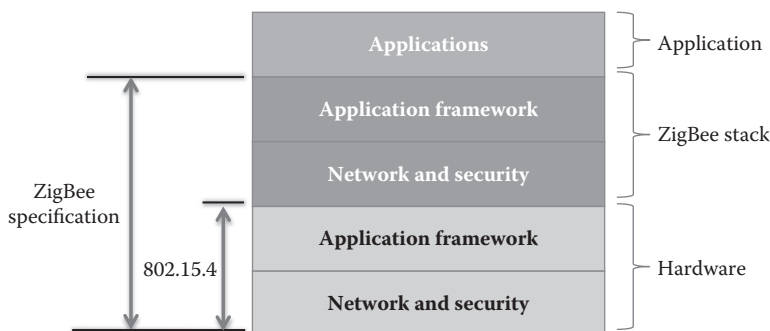 Applications
Application
Application framework
ZigBee stack
Network and security
ZigBee
specification
Application framework
802.15.4
Hardware
Network and security